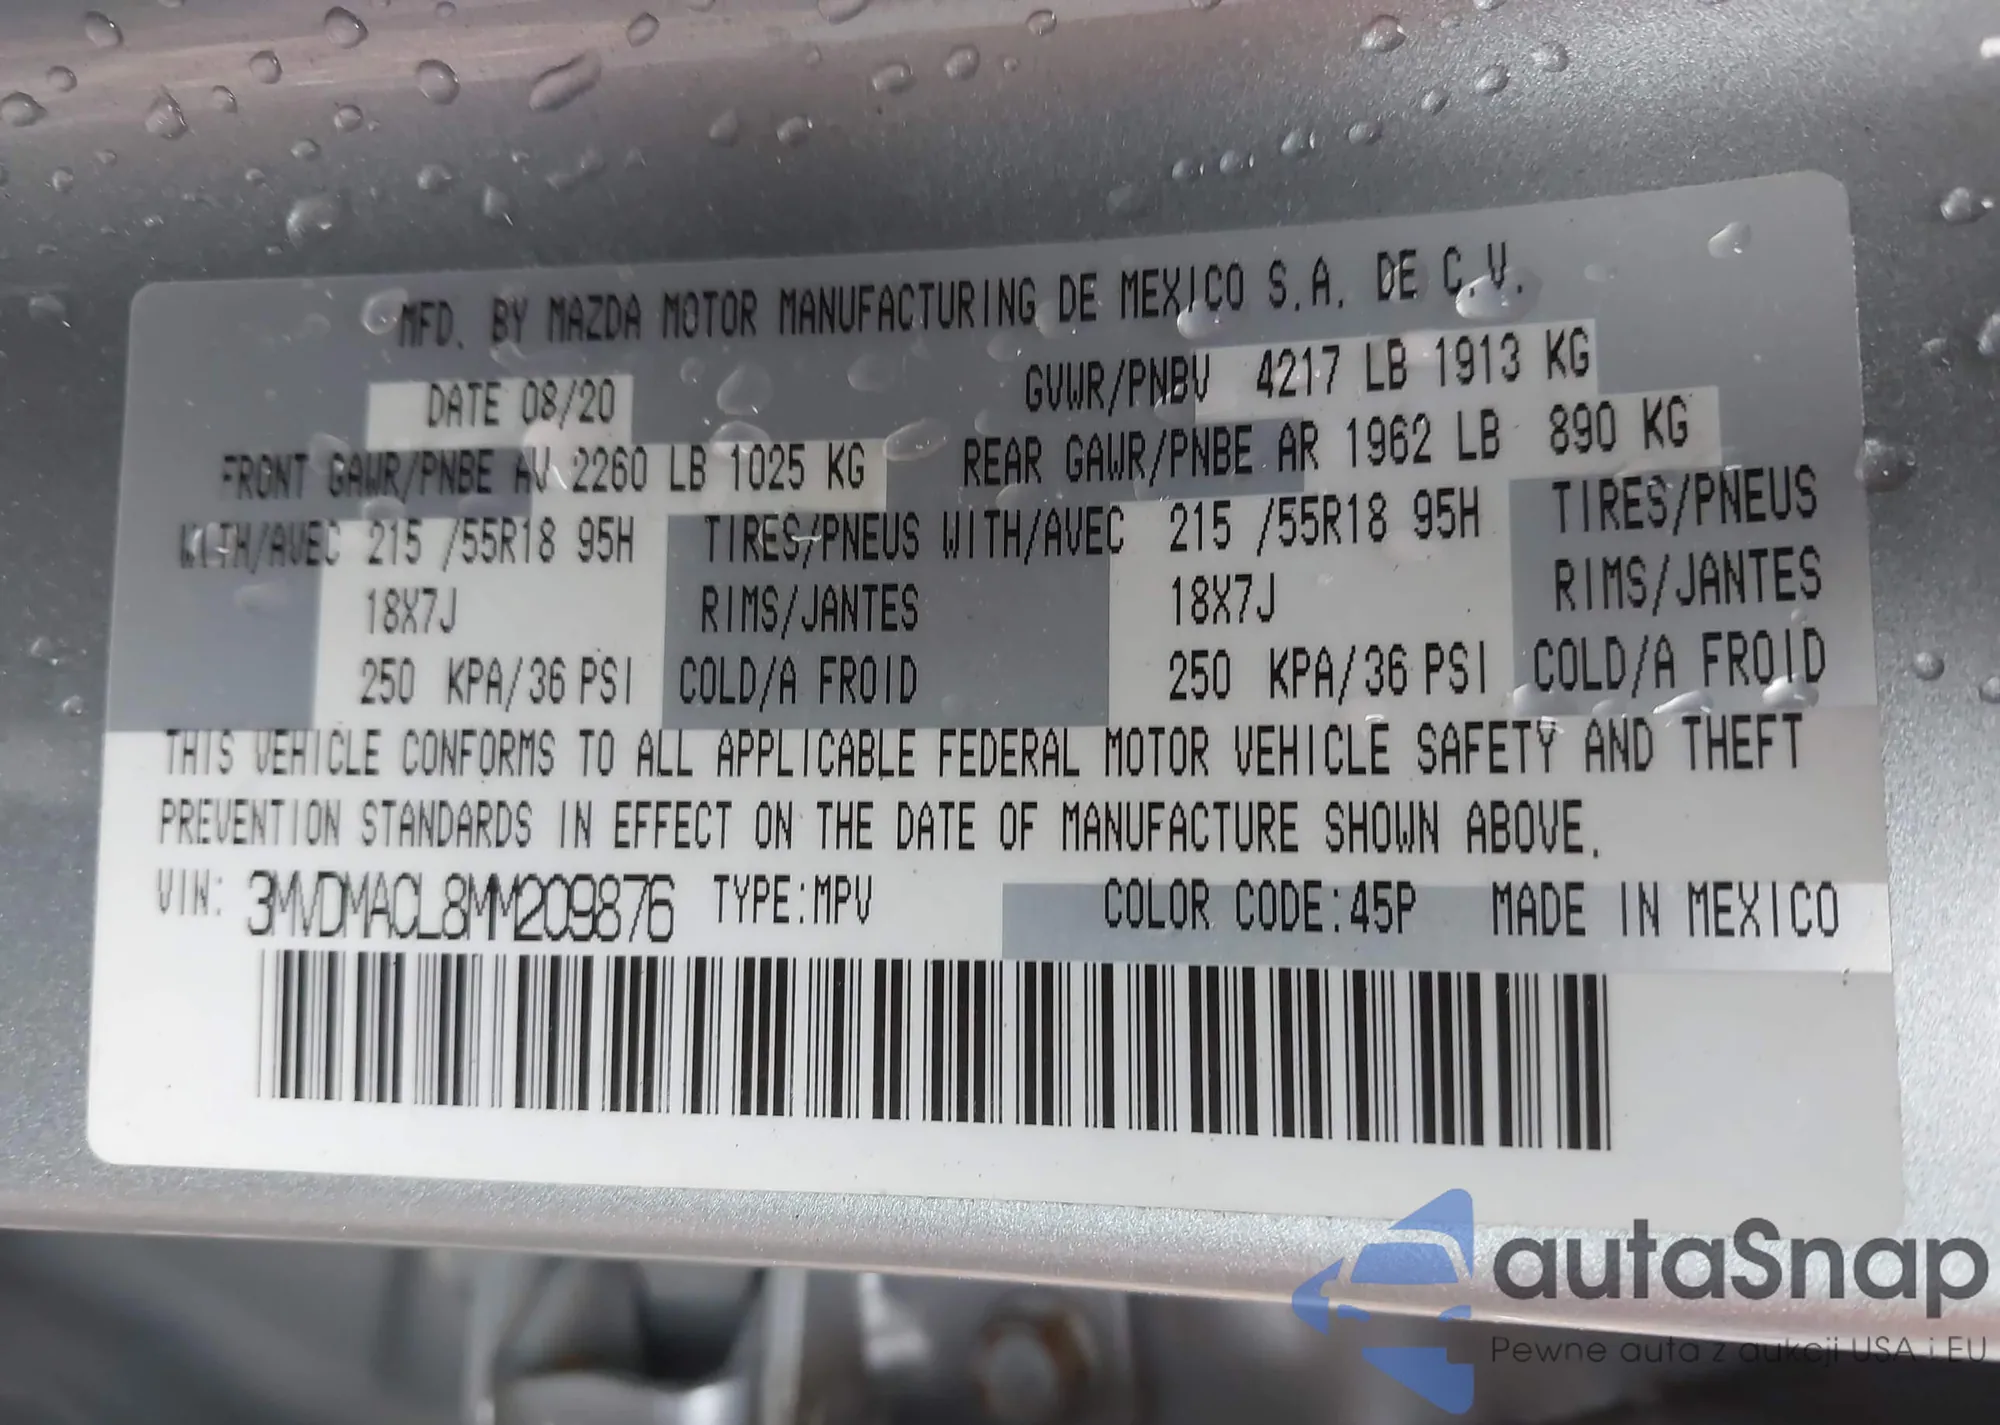 MFD. BY MAZDA MOTOR MANUFACTURING DE MEXICO S.A. DE C.V.
DATE 08/20 GVWR/PNBV 4217 LB 1913 KG
FRONT GAWR/PNBE AV 2260 LB 1025 KG REAR GAWR/PNBE AR 1962 LB 890 KG
WITH/AVEC 215 /55R18 95H TIRES/PNEUS WITH/AVEC 215 /55R18 95H TIRES/PNEUS
18X7J RIMS/JANTES 18X7J RIMS/JANTES
250 KPA/36 PSI COLD/A FROID 250 KPA/36 PSI COLD/A FROID
THIS VEHICLE CONFORMS TO ALL APPLICABLE FEDERAL MOTOR VEHICLE SAFETY AND THEFT
PREVENTION STANDARDS IN EFFECT ON THE DATE OF MANUFACTURE SHOWN ABOVE.
VIN: 3MVDMACL8MM209876 TYPE:MPV COLOR CODE:45P MADE IN MEXICO
autaSnap
Pewne auta z aukcji USA i EU